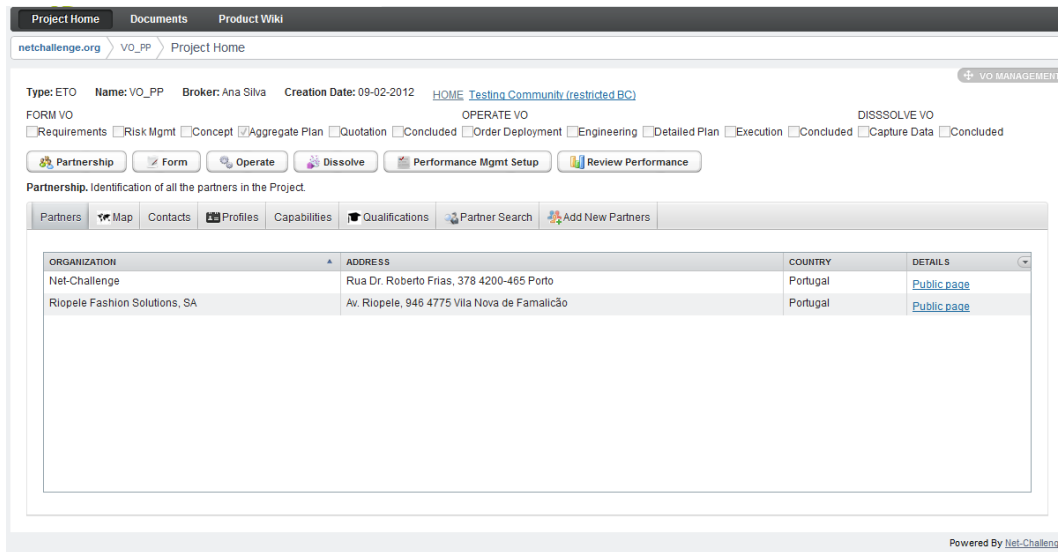 Project Home Documents Product Wiki
netchallenge.org VO_PP Project Home
VO MANAGEMENT
Type: ETO Name: VO_PP Broker: Ana Silva Creation Date: 09-02-2012 HOME Testing Community (restricted BC)
FORM VO OPERATE VO DISSSOLVE VO
Requirements Risk Mgmt Concept Aggregate Plan Quotation Concluded Order Deployment Engineering Detailed Plan Execution Concluded Capture Data Concluded
Partnership Form Operate Dissolve Performance Mgmt Setup Review Performance
Partnership. Identification of all the partners in the Project.
Partners Map Contacts Profiles Capabilities Qualifications Partner Search Add New Partners
ORGANIZATION ADDRESS COUNTRY DETAILS
Net-Challenge Rua Dr. Roberto Frias, 378 4200-465 Porto Portugal Public page
Riopele Fashion Solutions, SA Av. Riopele, 946 4775 Vila Nova de Famalicão Portugal Public page
Powered By Net-Challeng